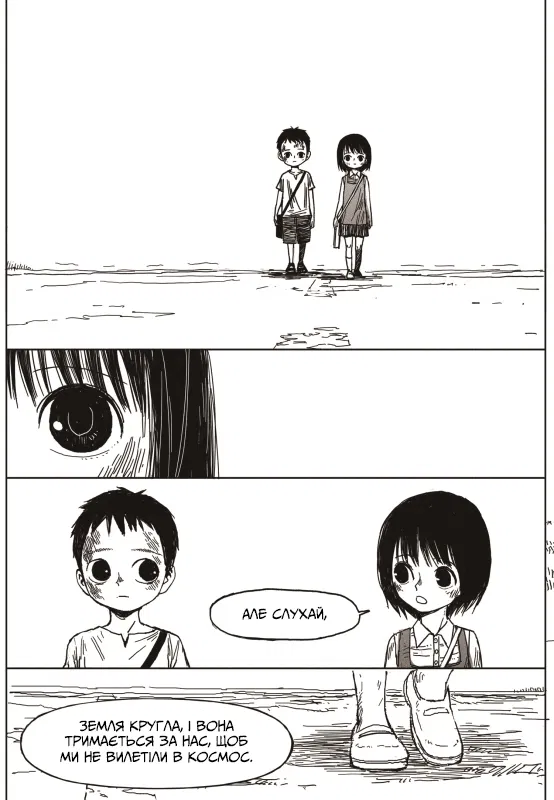 АЛЕ СЛУХАЙ,
ЗЕМЛЯ КРУГЛА, І ВОНА
ТРИМАЄТЬСЯ ЗА НАС, ЩОБ
МИ НЕ ВИЛЕТІЛИ В КОСМОС.